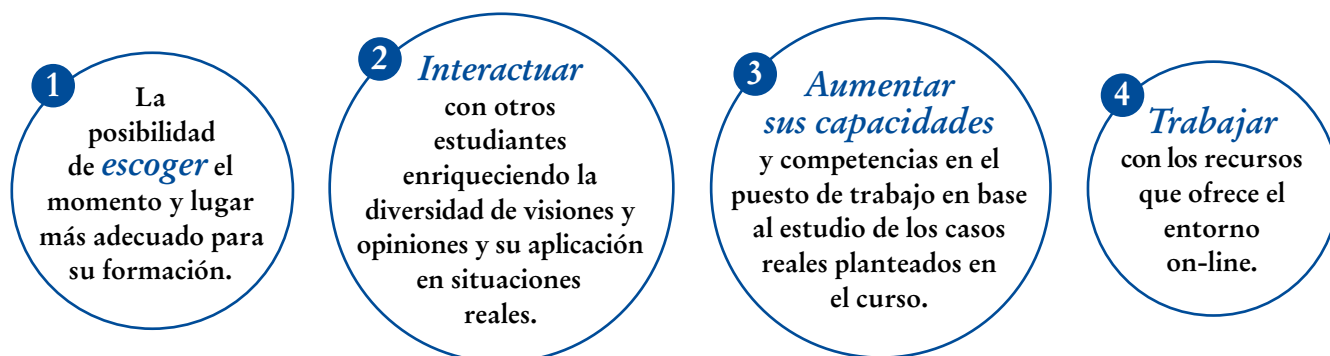 1
La
posibilidad
de escoger el
momento y lugar
más adecuado para
su formación.
2
Interactuar
con otros
estudiantes
enriqueciendo la
diversidad de visiones y
opiniones y su aplicación
en situaciones
reales.
3
Aumentar
sus capacidades
y competencias en el
puesto de trabajo en base
al estudio de los casos
reales planteados en
el curso.
4
Trabajar
con los recursos
que ofrece el
entorno
on-line.